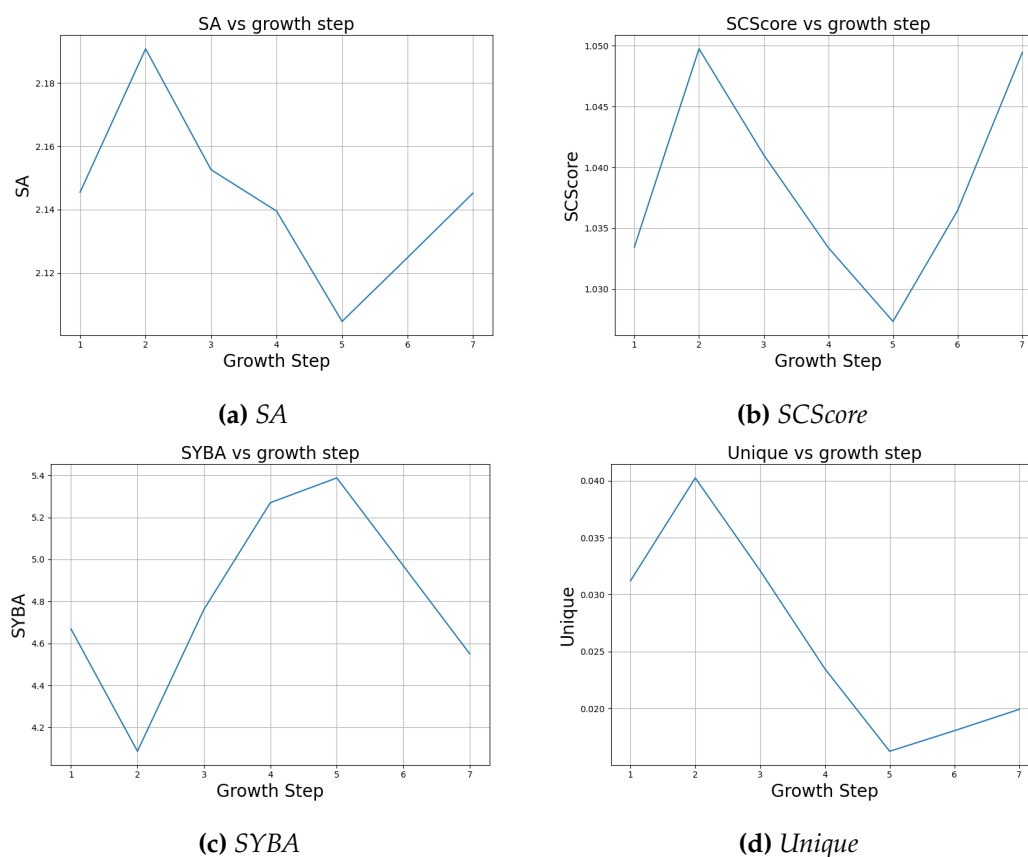 SA vs growth step
2.18
2.16
2.14
2.12
SA
1 2 3 4 5 6 7
Growth Step
(a) SA
SCScore vs growth step
1.050
1.045
1.040
1.035
1.030
SCScore
1 2 3 4 5 6 7
Growth Step
(b) SCScore
SYBA vs growth step
5.4
5.2
5.0
4.8
4.6
4.4
4.2
SYBA
1 2 3 4 5 6 7
Growth Step
(c) SYBA
Unique vs growth step
0.040
0.035
0.030
0.025
0.020
Unique
1 2 3 4 5 6 7
Growth Step
(d) Unique